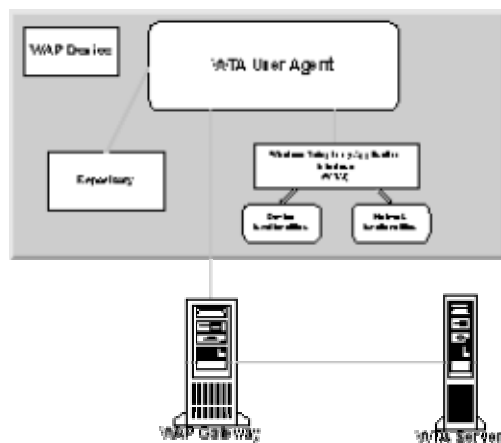 WAP Device
WTA User Agent
Repository
Wireless Telephony Application
Interface
(WTAI)
Device
functionalities
Network
functionalities
WAP Gateway
WTA Server